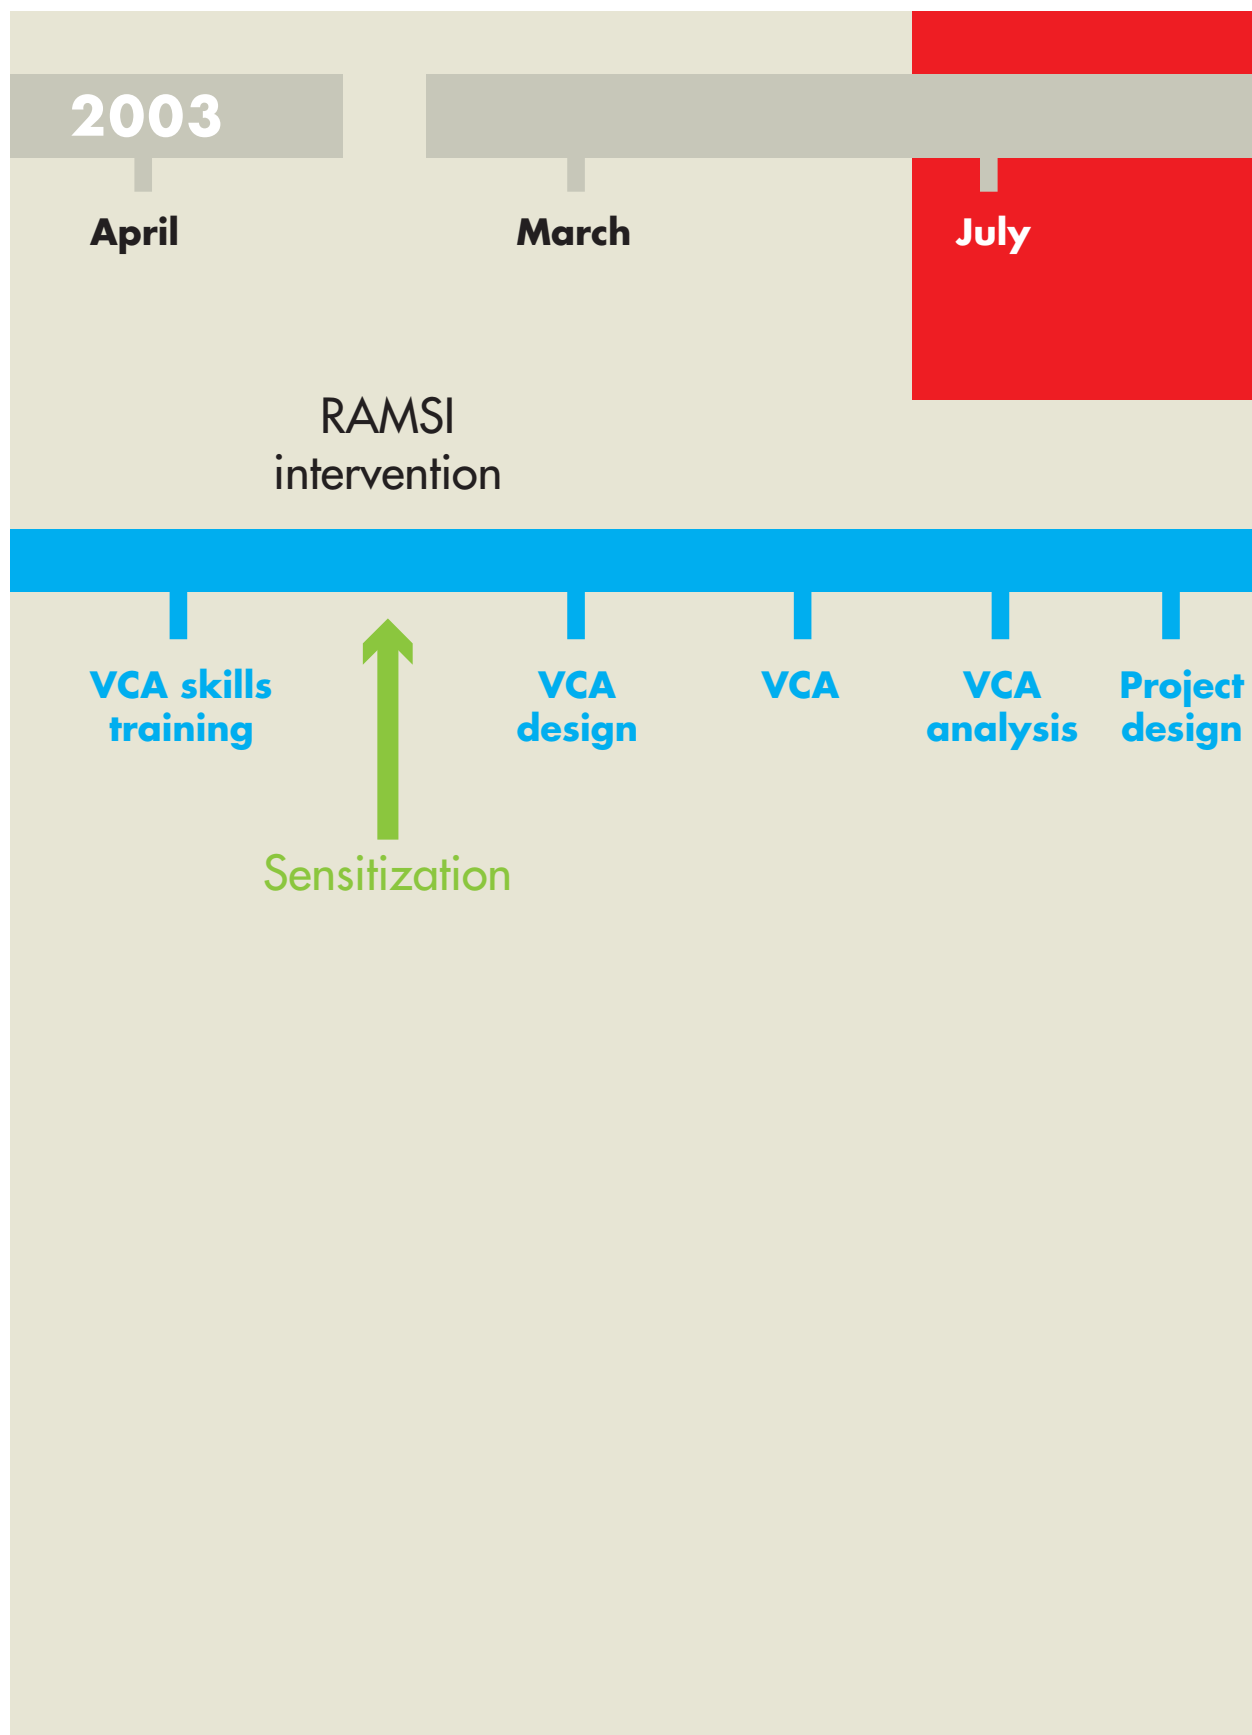 2003
April
March
July
RAMSI
intervention
VCA skills
training
VCA
design
VCA
VCA
analysis
Project
design
Sensitization